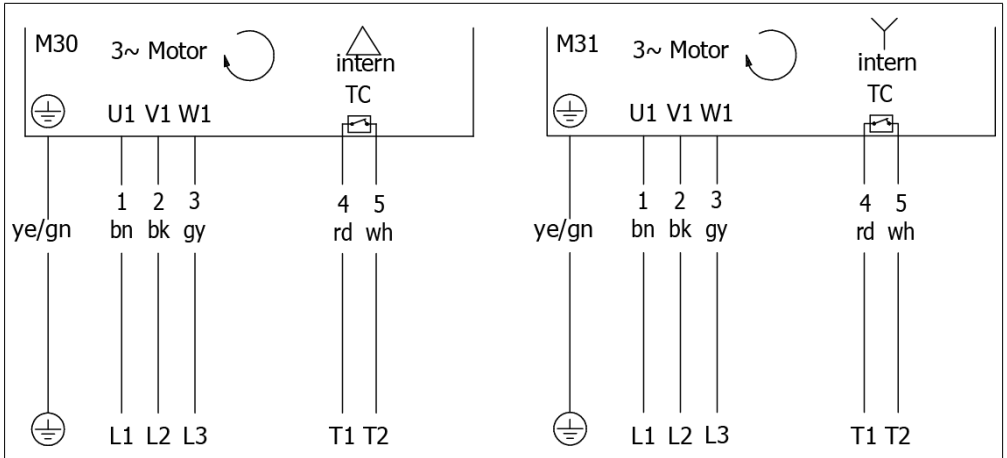 M30 3~ Motor
intern
TC
U1 V1 W1
1 2 3 4 5
ye/gn bn bk gy rd wh
L1 L2 L3 T1 T2
M31 3~ Motor
intern
TC
U1 V1 W1
1 2 3 4 5
ye/gn bn bk gy rd wh
L1 L2 L3 T1 T2